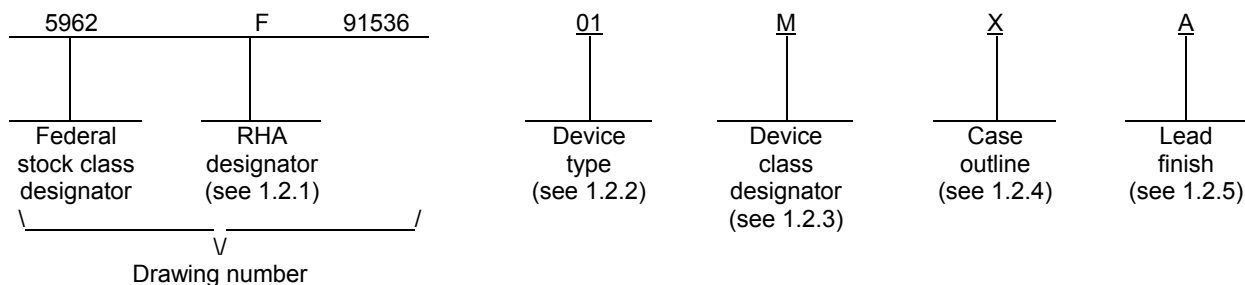 5962 F 91536 01 M X A
Federal stock class designator
RHA designator (see 1.2.1)
Device type (see 1.2.2)
Device class designator (see 1.2.3)
Case outline (see 1.2.4)
Lead finish (see 1.2.5)
\ /
\/
Drawing number